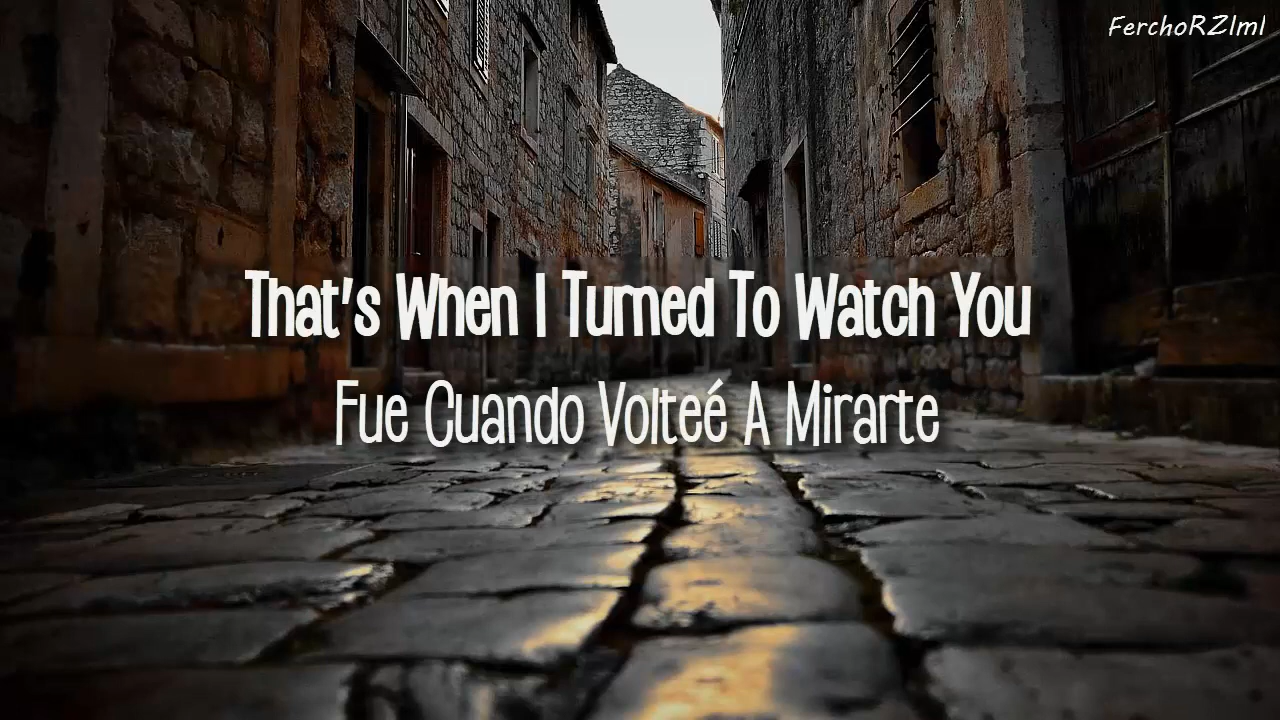 FerchoRZlml
That's When I Turned To Watch You
Fue Cuando Volteé A Mirarte